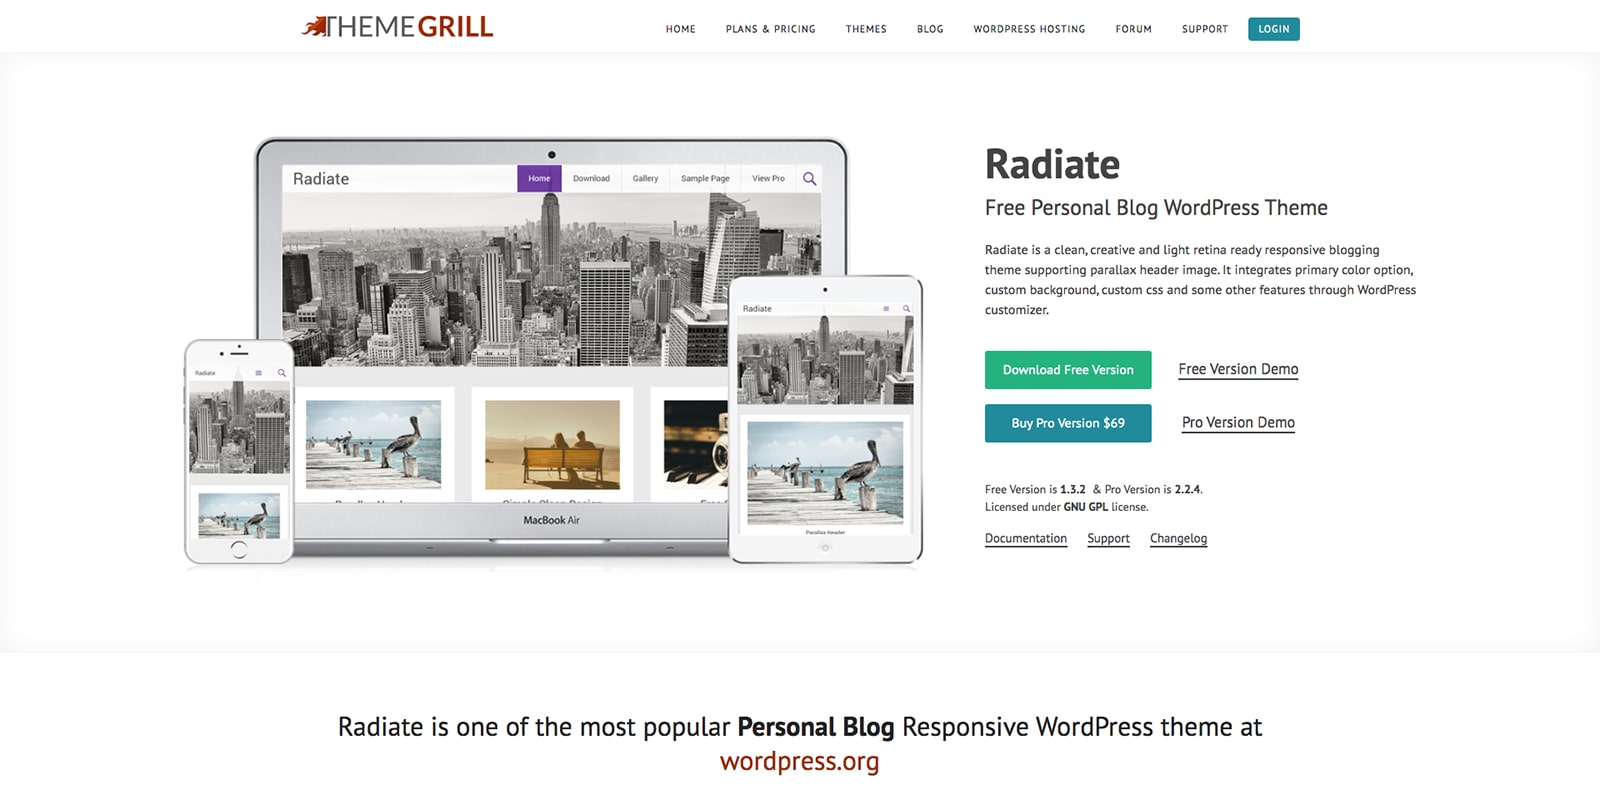 THEMEGRILL
HOME PLANS & PRICING THEMES BLOG WORDPRESS HOSTING FORUM SUPPORT LOGIN
Radiate
Home Download Gallery Sample Page View Pro
Radiate
Radiate
MacBook Air
Parallax Header
Simple Clean Design
Parallax Header
Radiate
Free Personal Blog WordPress Theme
Radiate is a clean, creative and light retina ready responsive blogging
theme supporting parallax header image. It integrates primary color option,
custom background, custom css and some other features through WordPress
customizer.
Download Free Version Free Version Demo
Buy Pro Version $69 Pro Version Demo
Free Version is 1.3.2 & Pro Version is 2.2.4.
Licensed under GNU GPL license.
Documentation Support Changelog
Radiate is one of the most popular Personal Blog Responsive WordPress theme at
wordpress.org